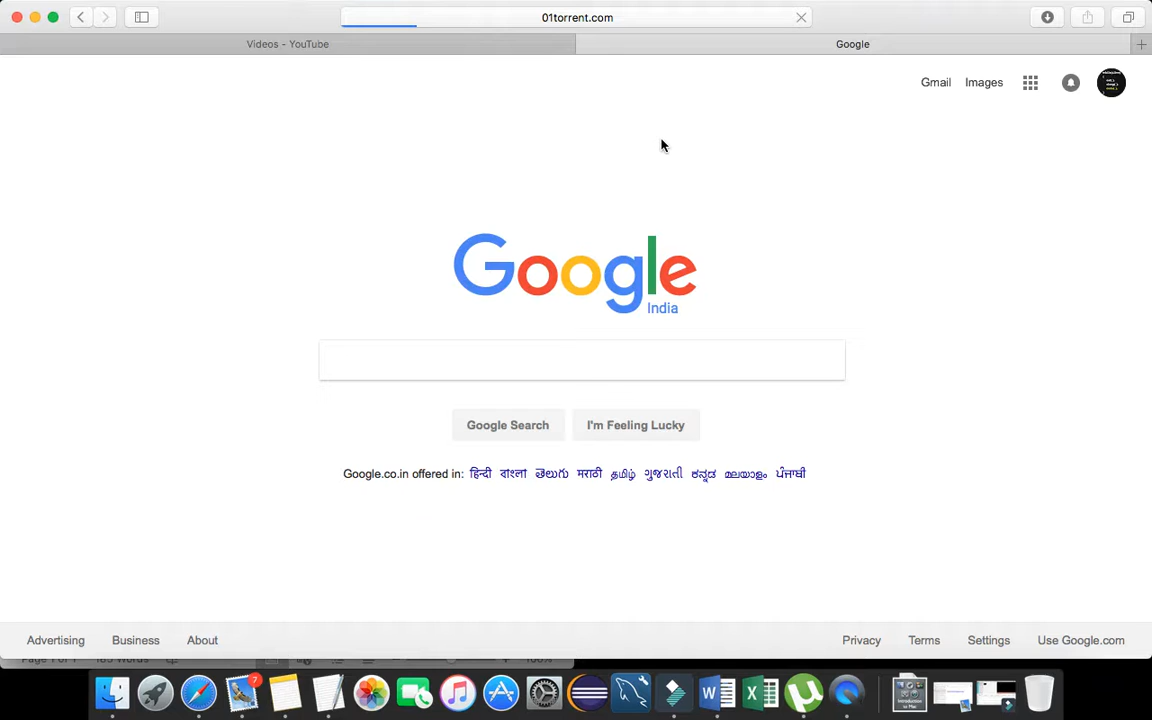 01torrent.com
Videos - YouTube
Google
Gmail Images
Google
India
Google Search I'm Feeling Lucky
Google.co.in offered in: हिन्दी বাংলা తెలుగు मराठी தமிழ் ગુજરાતી ಕನ್ನಡ മലയാളം ਪੰਜਾਬੀ
Advertising Business About Privacy Terms Settings Use Google.com
7